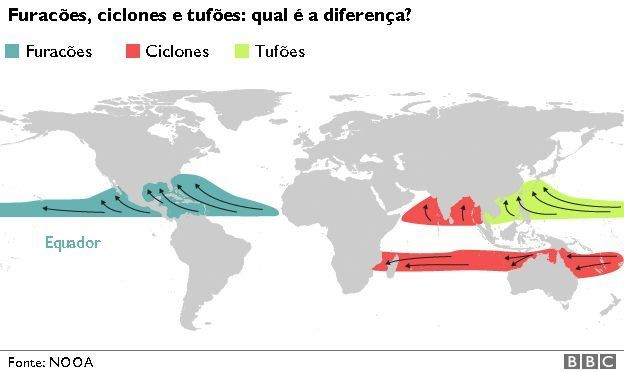 Furacões, ciclones e tufões: qual é a diferença?
Furacões Ciclones Tufões
Equador
Fonte: NOOA BBC